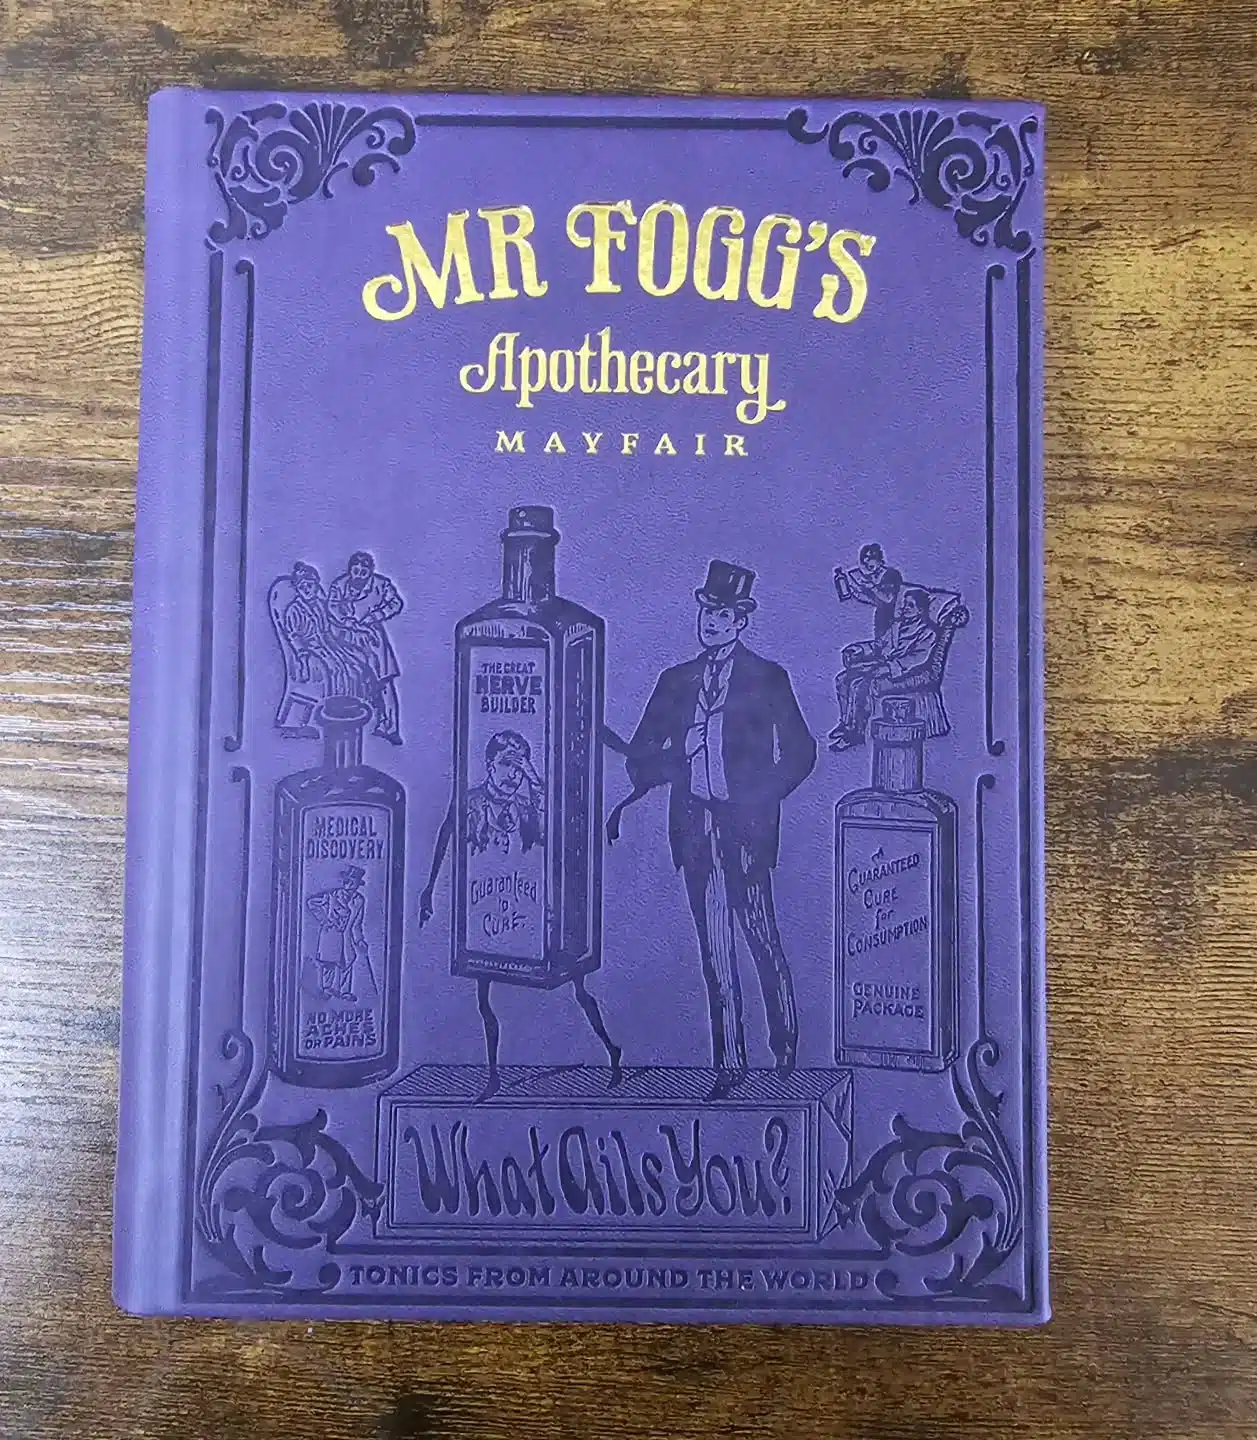 MR FOGG'S
Apothecary
MAYFAIR
THE GREAT
NERVE
BUILDER
Guaranteed
to
CURE.
MEDICAL
DISCOVERY
NO MORE
ACHES
OR PAINS
A
GUARANTEED
CURE
for
CONSUMPTION
GENUINE
PACKAGE
What Ails You?
TONICS FROM AROUND THE WORLD